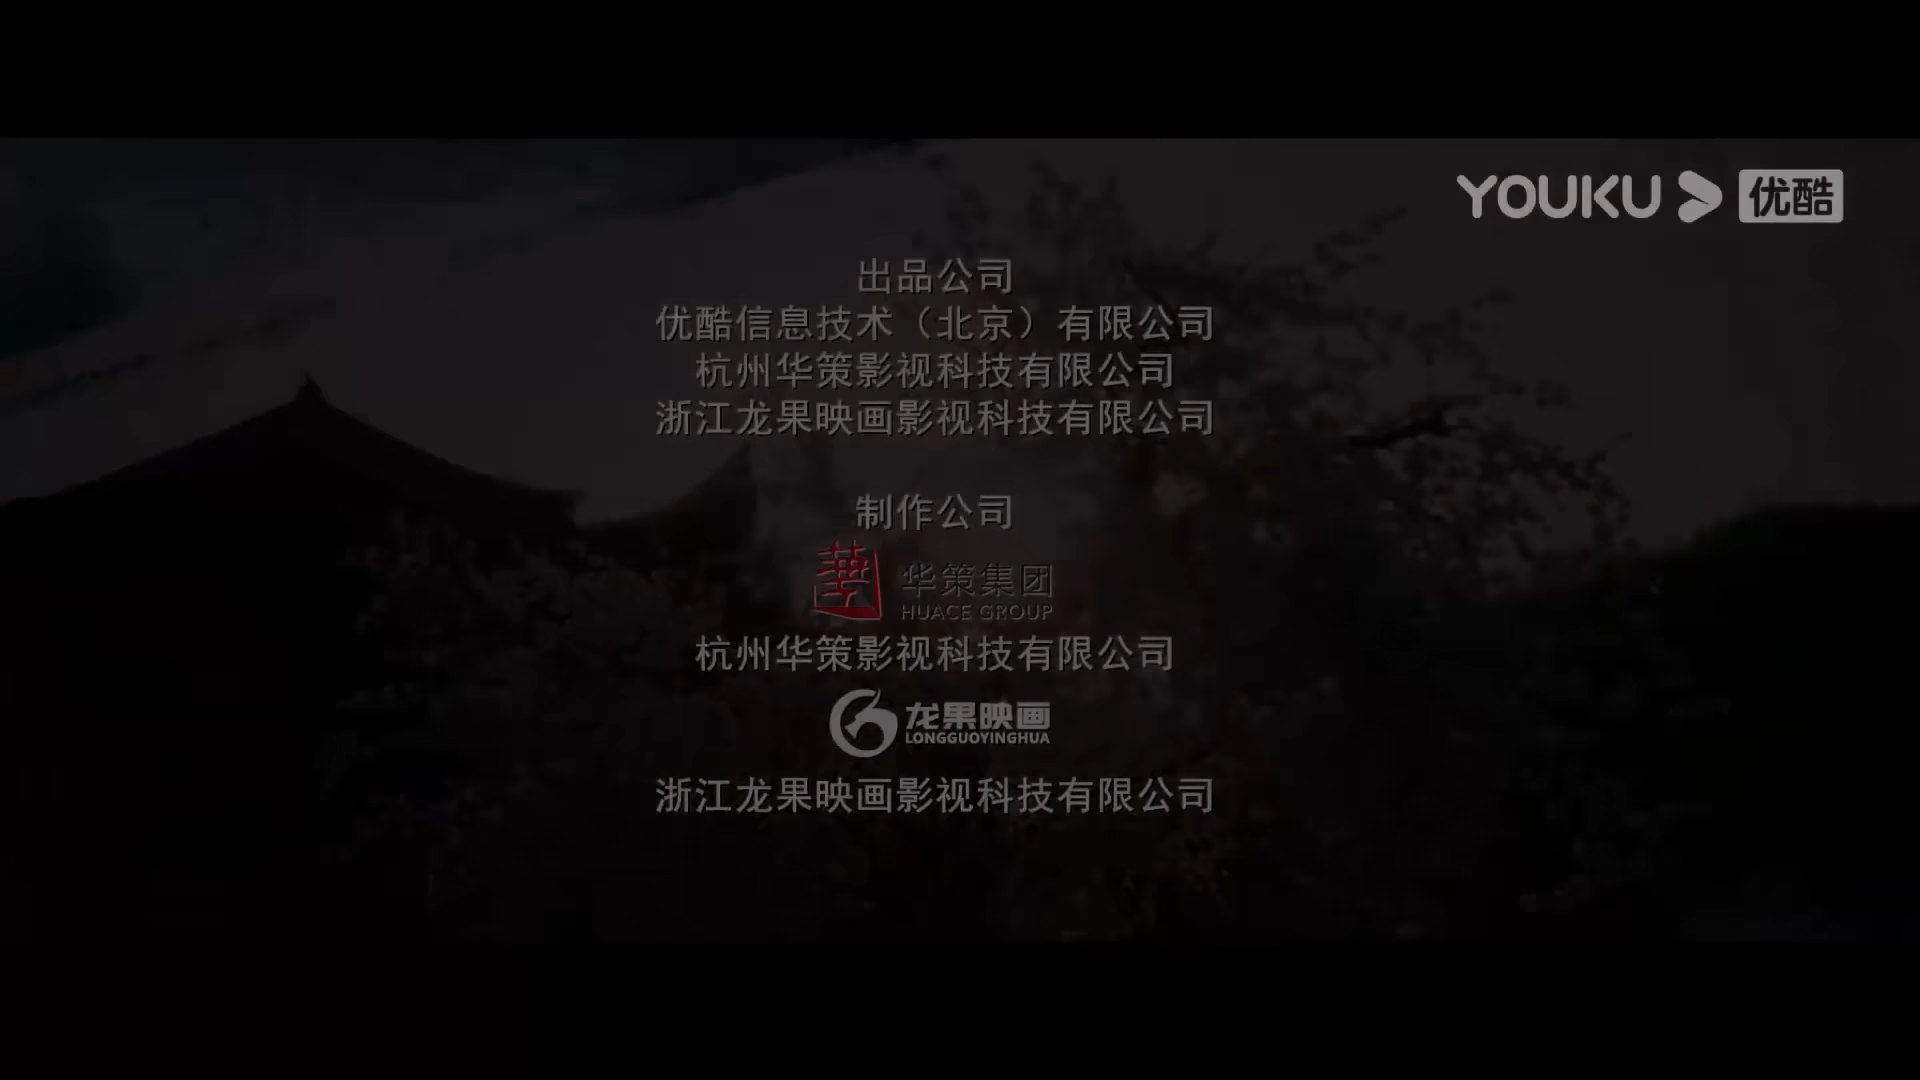 YOUKU 优酷
出品公司
优酷信息技术（北京）有限公司
杭州华策影视科技有限公司
浙江龙果映画影视科技有限公司
制作公司
華 华策集团
HUACE GROUP
杭州华策影视科技有限公司
龙果映画
LONGGUOYINGHUA
浙江龙果映画影视科技有限公司